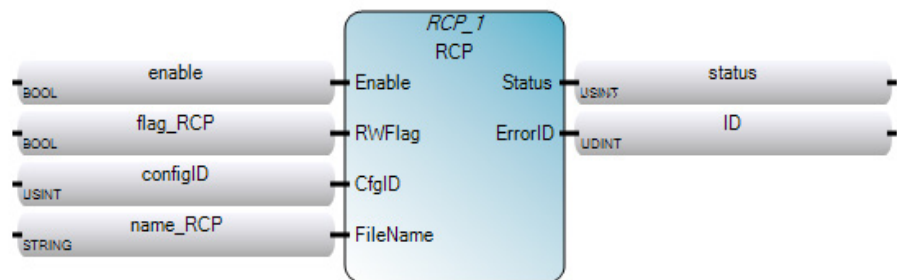 RCP_1
RCP
enable
BOOL
Enable
Status
status
USINT
flag_RCP
BOOL
RWFlag
ErrorID
ID
UDINT
configID
USINT
CfgID
name_RCP
STRING
FileName